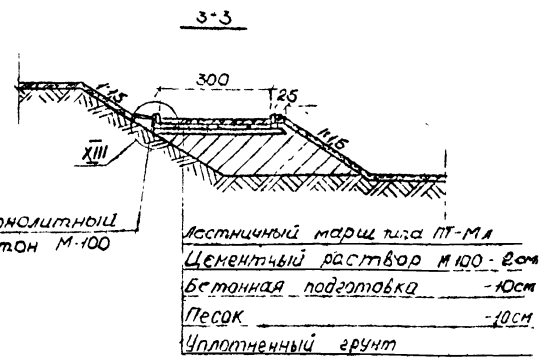 3-3
300
25
1:1.5
1:1.5
XIII
онолитный
тон М-100
Лестничный марш типа ПТ-Мл
Цементный раствор М100 - 2см
Бетонная подготовка -10см
Песок -10см
Уплотненный грунт